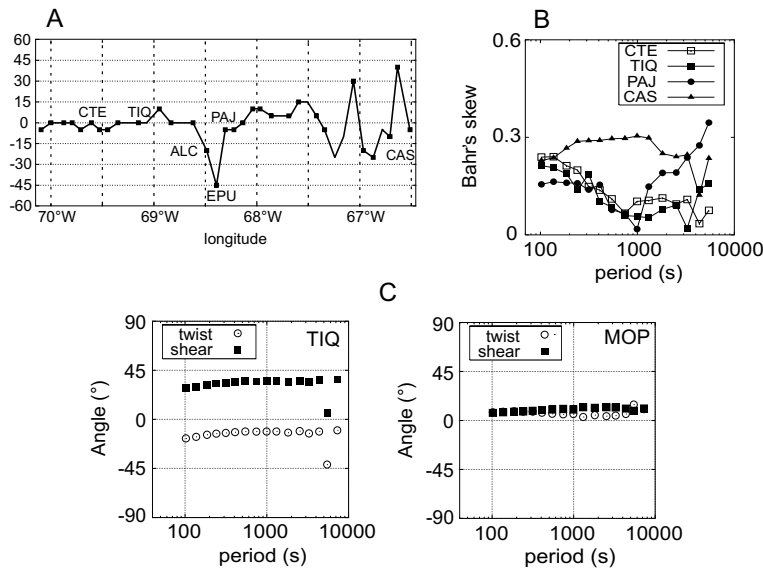 A
60
45
30
15
0
-15
-30
-45
-60
CTE
TIQ
PAJ
ALC
EPU
CAS
70°W
69°W
68°W
67°W
longitude
B
0.6
0.3
0
Bahr's skew
CTE
TIQ
PAJ
CAS
100
1000
10000
period (s)
C
90
45
0
-45
-90
Angle (°)
twist
shear
TIQ
100
1000
10000
period (s)
90
45
0
-45
-90
Angle (°)
twist
shear
MOP
100
1000
10000
period (s)